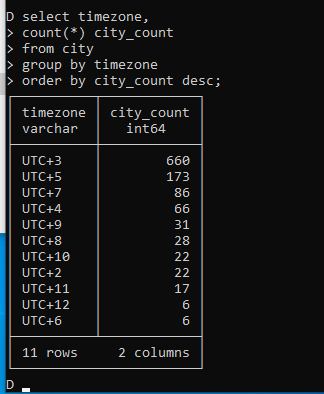 D select timezone,
> count(*) city_count
> from city
> group by timezone
> order by city_count desc;
timezone city_count
varchar int64
UTC+3 660
UTC+5 173
UTC+7 86
UTC+4 66
UTC+9 31
UTC+8 28
UTC+10 22
UTC+2 22
UTC+11 17
UTC+12 6
UTC+6 6
11 rows 2 columns
D